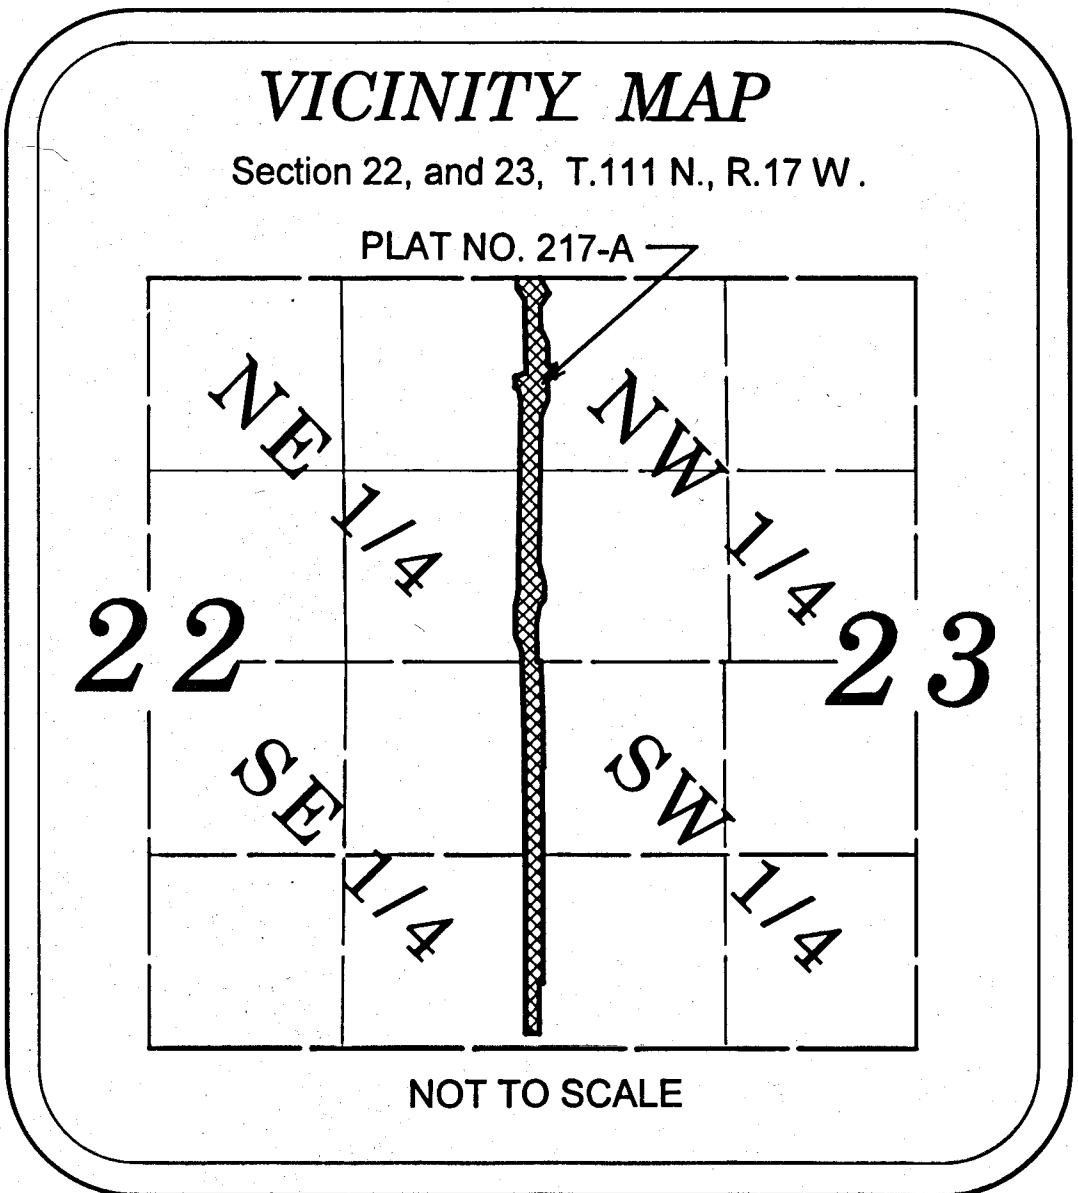 VICINITY MAP
Section 22, and 23, T.111 N., R.17 W.
PLAT NO. 217-A
NE 1/4
NW 1/4
22
23
SE 1/4
SW 1/4
NOT TO SCALE